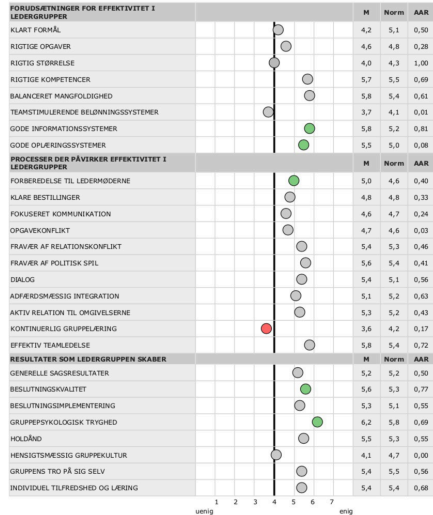 FORUDSÆTNINGER FOR EFFEKTIVITET I LEDERGRUPPER M Norm AAR
KLART FORMÅL 4,2 5,1 0,50
RIGTIGE OPGAVER 4,6 4,8 0,28
RIGTIG STØRRELSE 4,0 4,3 1,00
RIGTIGE KOMPETENCER 5,7 5,5 0,69
BALANCERET MANGFOLDIGHED 5,8 5,4 0,61
TEAMSTIMULERENDE BELØNNINGSSYSTEMER 3,7 4,1 0,01
GODE INFORMATIONSSYSTEMER 5,8 5,2 0,81
GODE OPLÆRINGSSYSTEMER 5,5 5,0 0,08
PROCESSER DER PÅVIRKER EFFEKTIVITET I LEDERGRUPPER M Norm AAR
FORBEREDELSE TIL LEDERMØDERNE 5,0 4,6 0,40
KLARE BESTILLINGER 4,8 4,8 0,33
FOKUSERET KOMMUNIKATION 4,6 4,7 0,24
OPGAVEKONFLIKT 4,7 4,6 0,03
FRAVÆR AF RELATIONSKONFLIKT 5,4 5,3 0,46
FRAVÆR AF POLITISK SPIL 5,6 5,4 0,41
DIALOG 5,4 5,1 0,56
ADFÆRDSMÆSSIG INTEGRATION 5,1 5,2 0,63
AKTIV RELATION TIL OMGIVELSERNE 5,3 5,2 0,43
KONTINUERLIG GRUPPELÆRING 3,6 4,2 0,17
EFFEKTIV TEAMLEDELSE 5,8 5,4 0,72
RESULTATER SOM LEDERGRUPPEN SKABER M Norm AAR
GENERELLE SAGSRESULTATER 5,2 5,2 0,50
BESLUTNINGSKVALITET 5,6 5,3 0,77
BESLUTNINGSIMPLEMENTERING 5,3 5,1 0,55
GRUPPEPSYKOLOGISK TRYGHED 6,2 5,8 0,69
HOLDÅND 5,5 5,3 0,55
HENSIGTSMÆSSIG GRUPPEKULTUR 4,1 4,7 0,00
GRUPPENS TRO PÅ SIG SELV 5,4 5,5 0,56
INDIVIDUEL TILFREDSHED OG LÆRING 5,4 5,4 0,68
1 2 3 4 5 6 7
uenig enig